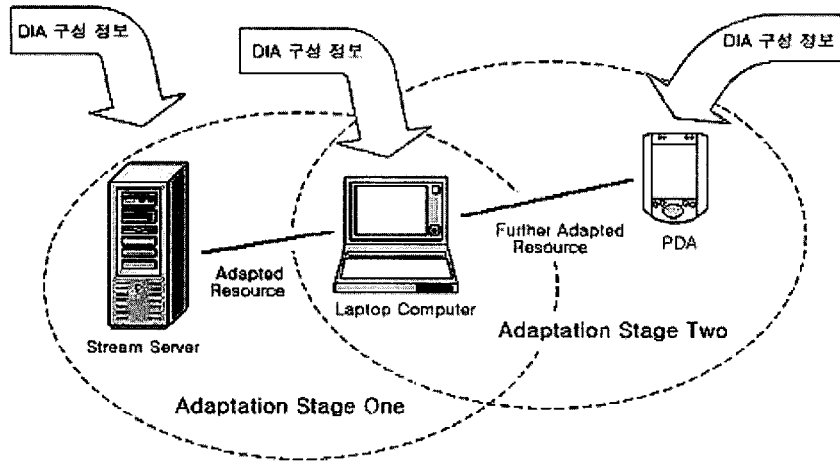 DIA 구성 정보
DIA 구성 정보
DIA 구성 정보
Further Adapted
Resource
PDA
Adapted
Resource
Laptop Computer
Stream Server
Adaptation Stage Two
Adaptation Stage One